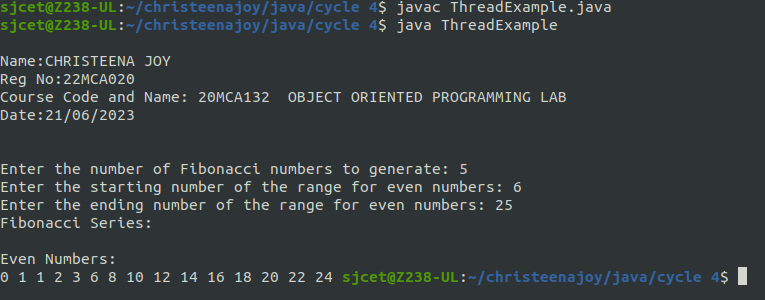 sjcet@Z238-UL:~/christeenajoy/java/cycle 4$ javac ThreadExample.java
sjcet@Z238-UL:~/christeenajoy/java/cycle 4$ java ThreadExample
Name:CHRISTEENA JOY
Reg No:22MCA020
Course Code and Name: 20MCA132  OBJECT ORIENTED PROGRAMMING LAB
Date:21/06/2023
Enter the number of Fibonacci numbers to generate: 5
Enter the starting number of the range for even numbers: 6
Enter the ending number of the range for even numbers: 25
Fibonacci Series:
Even Numbers:
0 1 1 2 3 6 8 10 12 14 16 18 20 22 24 sjcet@Z238-UL:~/christeenajoy/java/cycle 4$